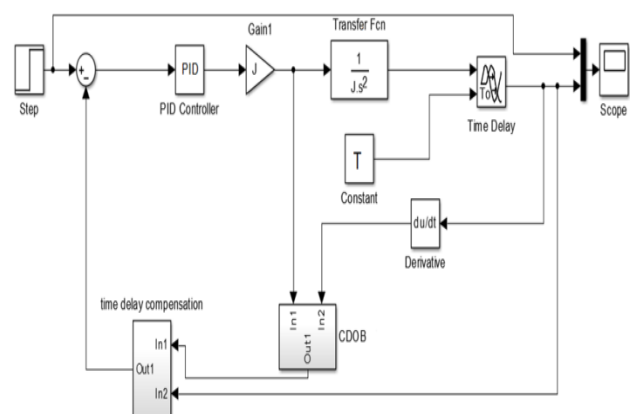 Gain1
Transfer Fcn
+
-
PID
J
1
J.s²
To
Step
PID Controller
Time Delay
Scope
T
Constant
du/dt
Derivative
time delay compensation
In1
In2
Out1
CDOB
In1
Out1
In2